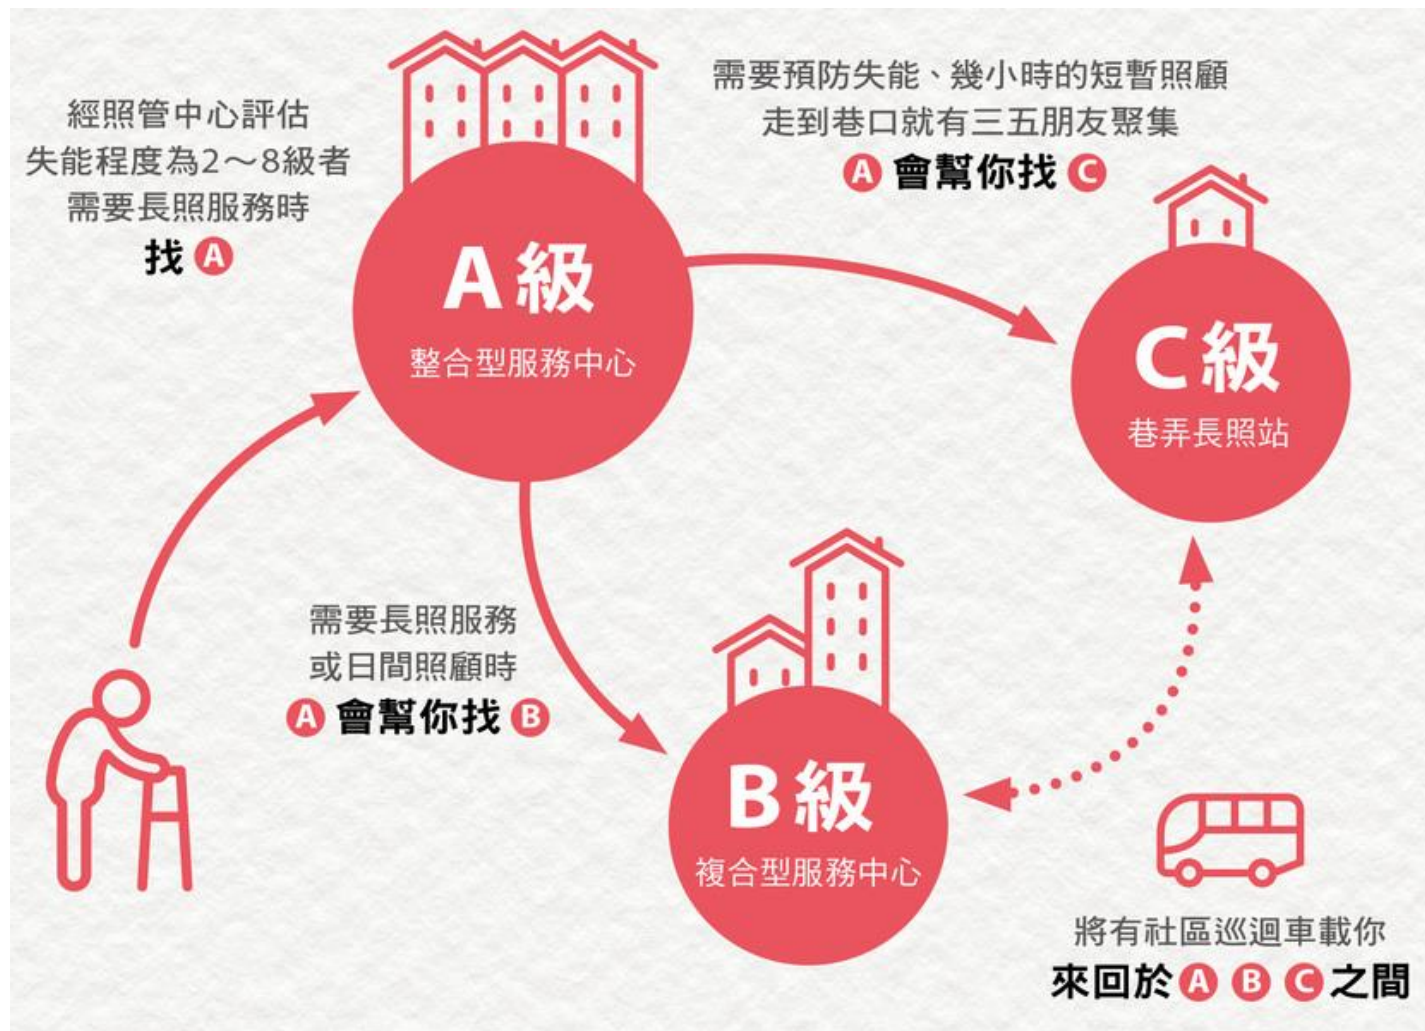 經照管中心評估
失能程度為2～8級者
需要長照服務時
找 A
A級
整合型服務中心
需要預防失能、幾小時的短暫照顧
走到巷口就有三五朋友聚集
A 會幫你找 C
C級
巷弄長照站
需要長照服務
或日間照顧時
A 會幫你找 B
B級
複合型服務中心
將有社區巡迴車載你
來回於 A B C 之間